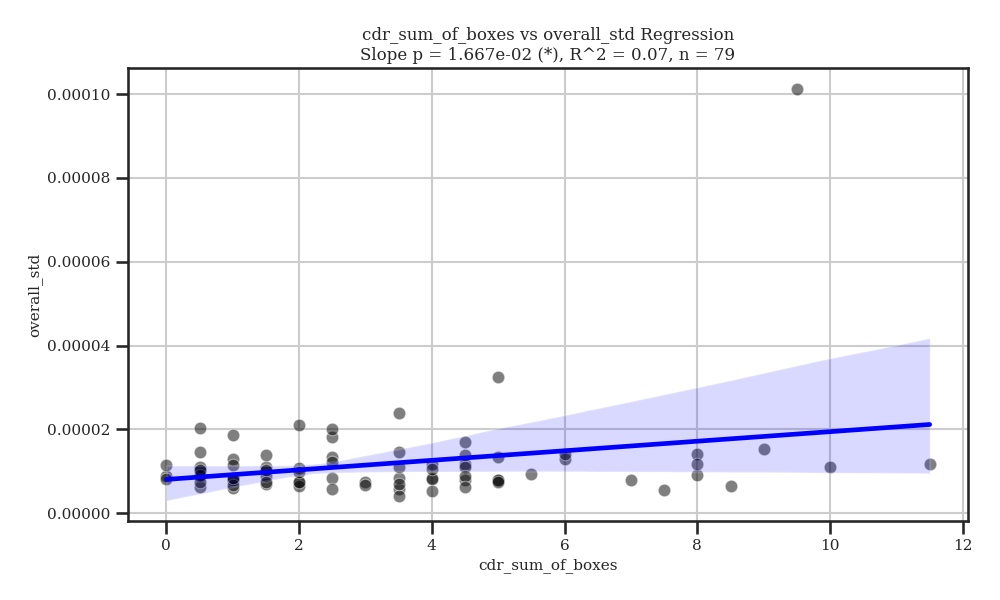 cdr_sum_of_boxes vs overall_std Regression
Slope p = 1.667e-02 (*), R^2 = 0.07, n = 79
0.00010
0.00008
0.00006
0.00004
0.00002
0.00000
overall_std
0 2 4 6 8 10 12
cdr_sum_of_boxes